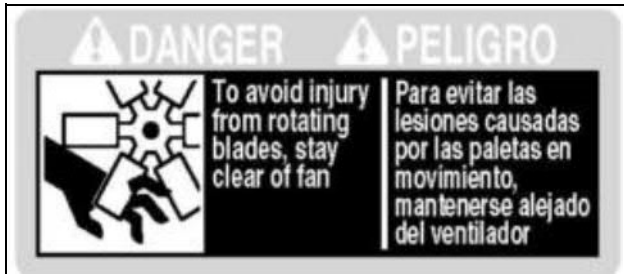 DANGER PELIGRO
To avoid injury
from rotating
blades, stay
clear of fan
Para evitar las
lesiones causadas
por las paletas en
movimiento,
mantenerse alejado
del ventilador